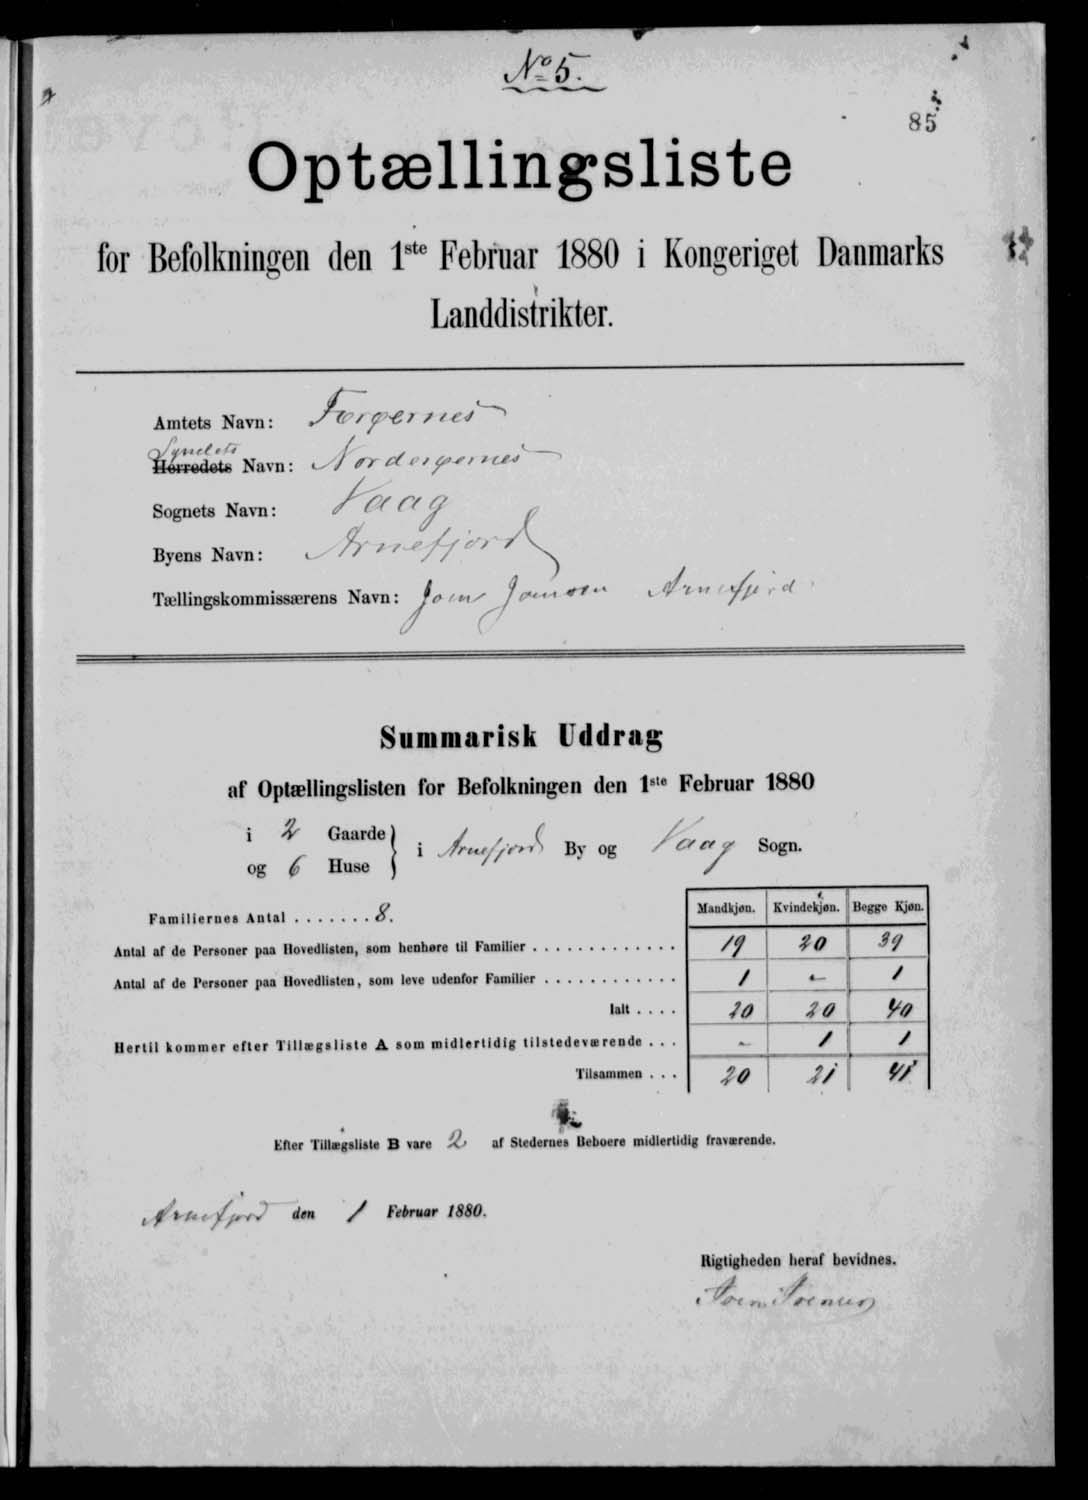 No 5.
85
Optællingsliste
for Befolkningen den 1ste Februar 1880 i Kongeriget Danmarks
Landdistrikter.
Amtets Navn: Færøernes
Syselets
Herredets Navn: Norderøernes
Sognets Navn: Vaag
Byens Navn: Arnefjord
Tællingskommissærens Navn: Joen Joensen Arnefjord
Summarisk Uddrag
af Optællingslisten for Befolkningen den 1ste Februar 1880
i 2 Gaarde
og 6 Huse
i Arnefjord By og Vaag Sogn.
Mandkjøn. Kvindekjøn. Begge Kjøn.
Familiernes Antal ....... 8.
Antal af de Personer paa Hovedlisten, som henhøre til Familier ............. 19 20 39
Antal af de Personer paa Hovedlisten, som leve udenfor Familier ............ 1 - 1
Ialt .... 20 20 40
Hertil kommer efter Tillægsliste A som midlertidig tilstedeværende ... - 1 1
Tilsammen ... 20 21 41
Efter Tillægsliste B vare 2 af Stedernes Beboere midlertidig fraværende.
Arnefjord den 1 Februar 1880.
Rigtigheden heraf bevidnes.
Joen Joensen